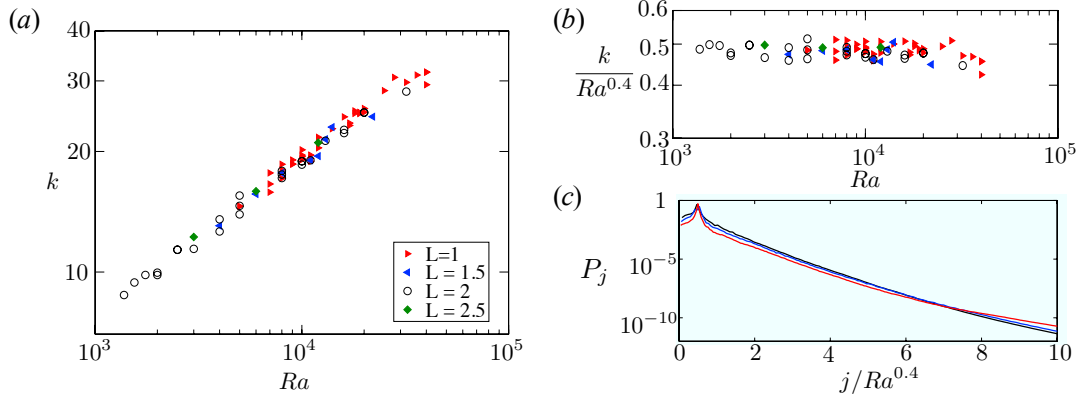 (a)
40
30
20
10
k
10^3
10^4
10^5
Ra
L=1
L = 1.5
L = 2
L = 2.5
(b)
0.6
0.5
0.4
0.3
k
Ra^0.4
10^3
10^4
10^5
Ra
(c)
1
10^-5
10^-10
P_j
0
2
4
6
8
10
j/Ra^0.4